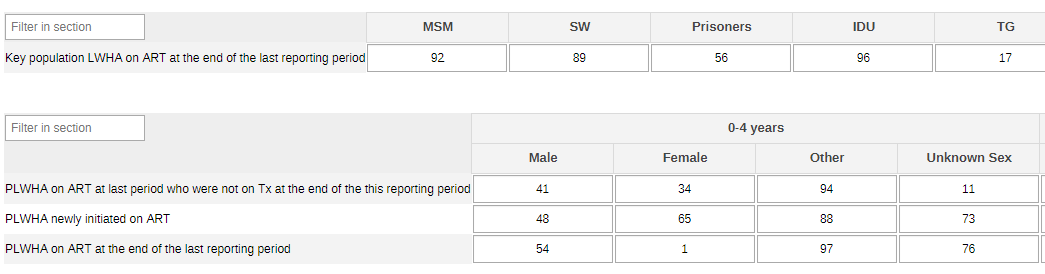 Filter in section MSM SW Prisoners IDU TG
Key population LWHA on ART at the end of the last reporting period 92 89 56 96 17
Filter in section 0-4 years
Male Female Other Unknown Sex
PLWHA on ART at last period who were not on Tx at the end of the this reporting period 41 34 94 11
PLWHA newly initiated on ART 48 65 88 73
PLWHA on ART at the end of the last reporting period 54 1 97 76